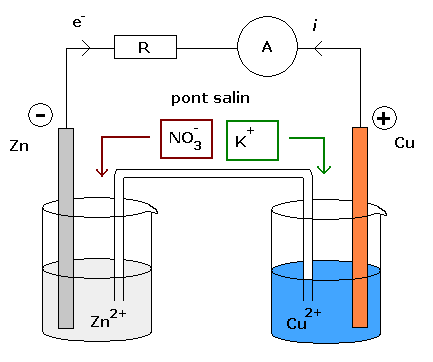 e⁻
R
A
i
pont salin
−
+
Zn
NO₃⁻
K⁺
Cu
Zn²⁺
Cu²⁺